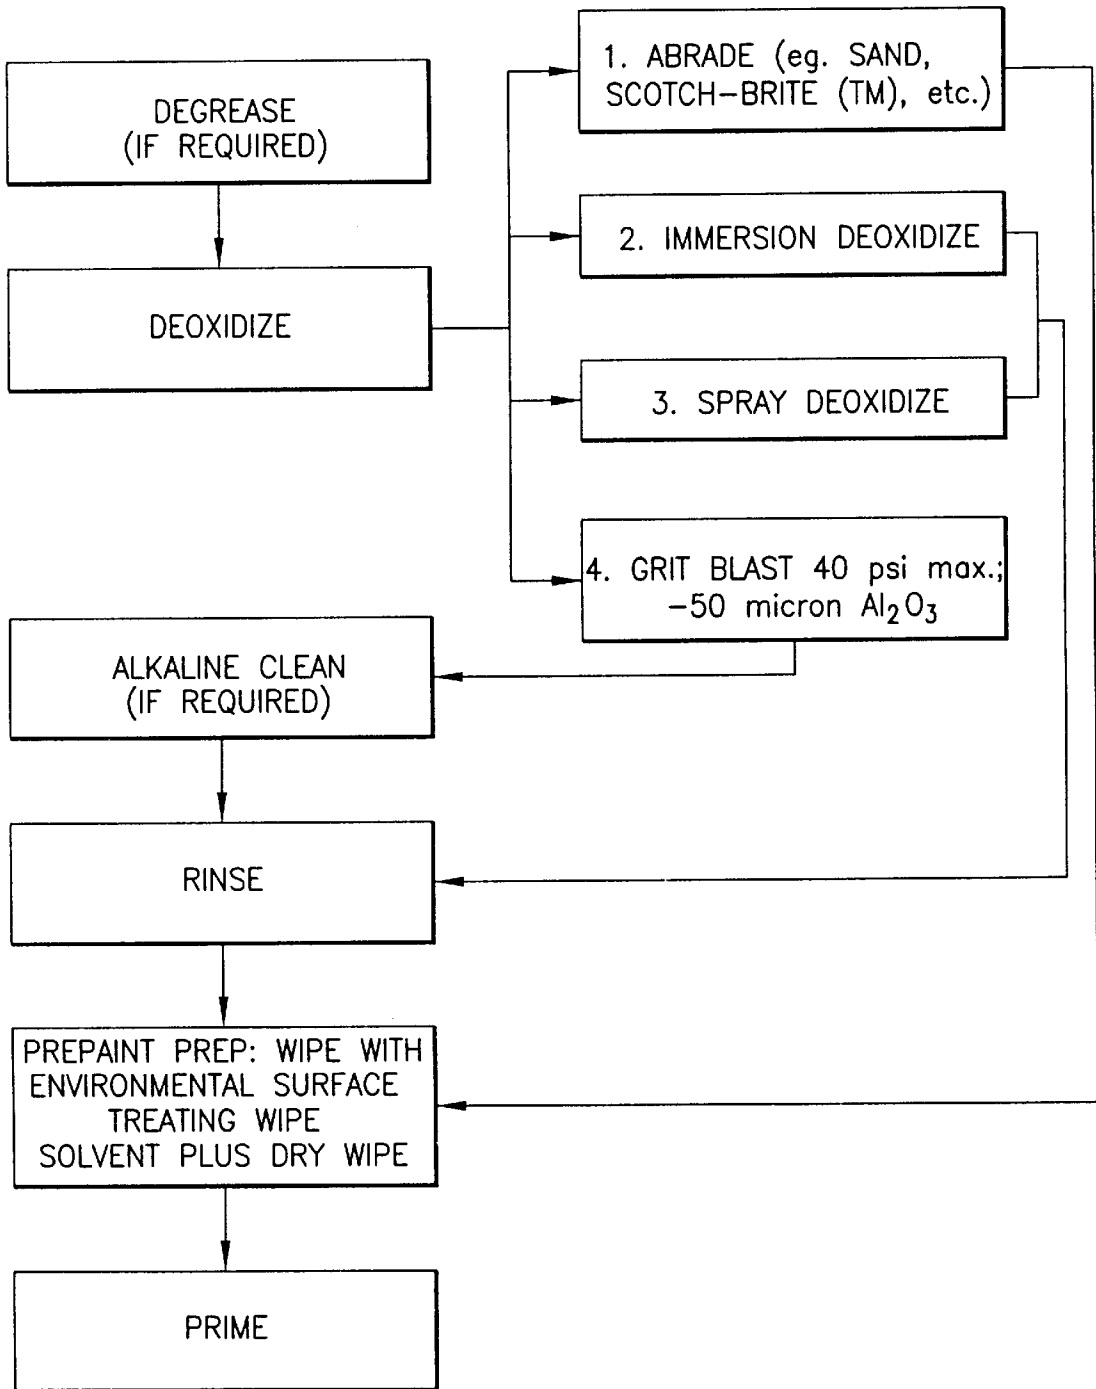 DEGREASE
(IF REQUIRED)
DEOXIDIZE
1. ABRADE (eg. SAND,
SCOTCH-BRITE (TM), etc.)
2. IMMERSION DEOXIDIZE
3. SPRAY DEOXIDIZE
4. GRIT BLAST 40 psi max.;
-50 micron Al₂O₃
ALKALINE CLEAN
(IF REQUIRED)
RINSE
PREPAINT PREP: WIPE WITH
ENVIRONMENTAL SURFACE
TREATING WIPE
SOLVENT PLUS DRY WIPE
PRIME